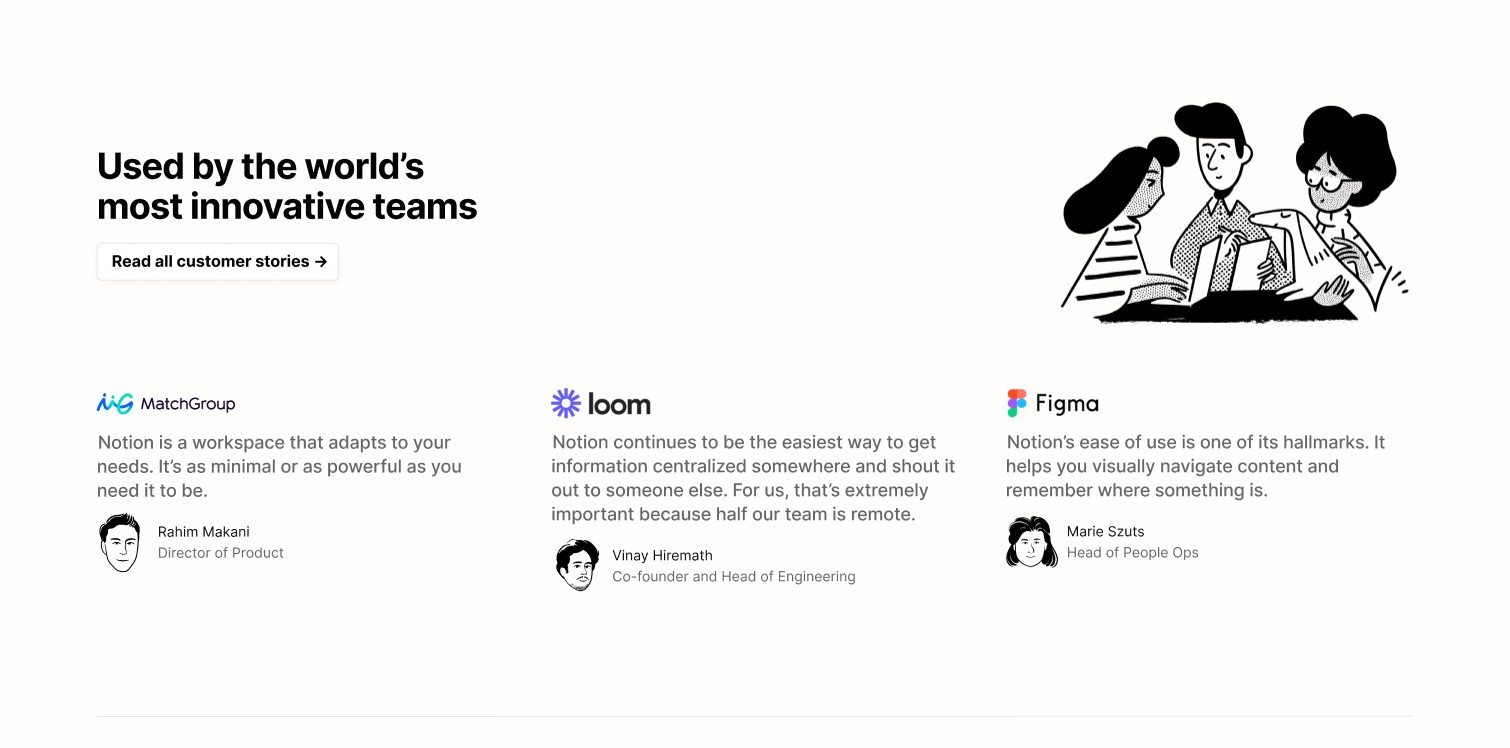 Used by the world’s
most innovative teams
Read all customer stories →
MatchGroup
Notion is a workspace that adapts to your
needs. It’s as minimal or as powerful as you
need it to be.
Rahim Makani
Director of Product
loom
Notion continues to be the easiest way to get
information centralized somewhere and shout it
out to someone else. For us, that’s extremely
important because half our team is remote.
Vinay Hiremath
Co-founder and Head of Engineering
Figma
Notion’s ease of use is one of its hallmarks. It
helps you visually navigate content and
remember where something is.
Marie Szuts
Head of People Ops